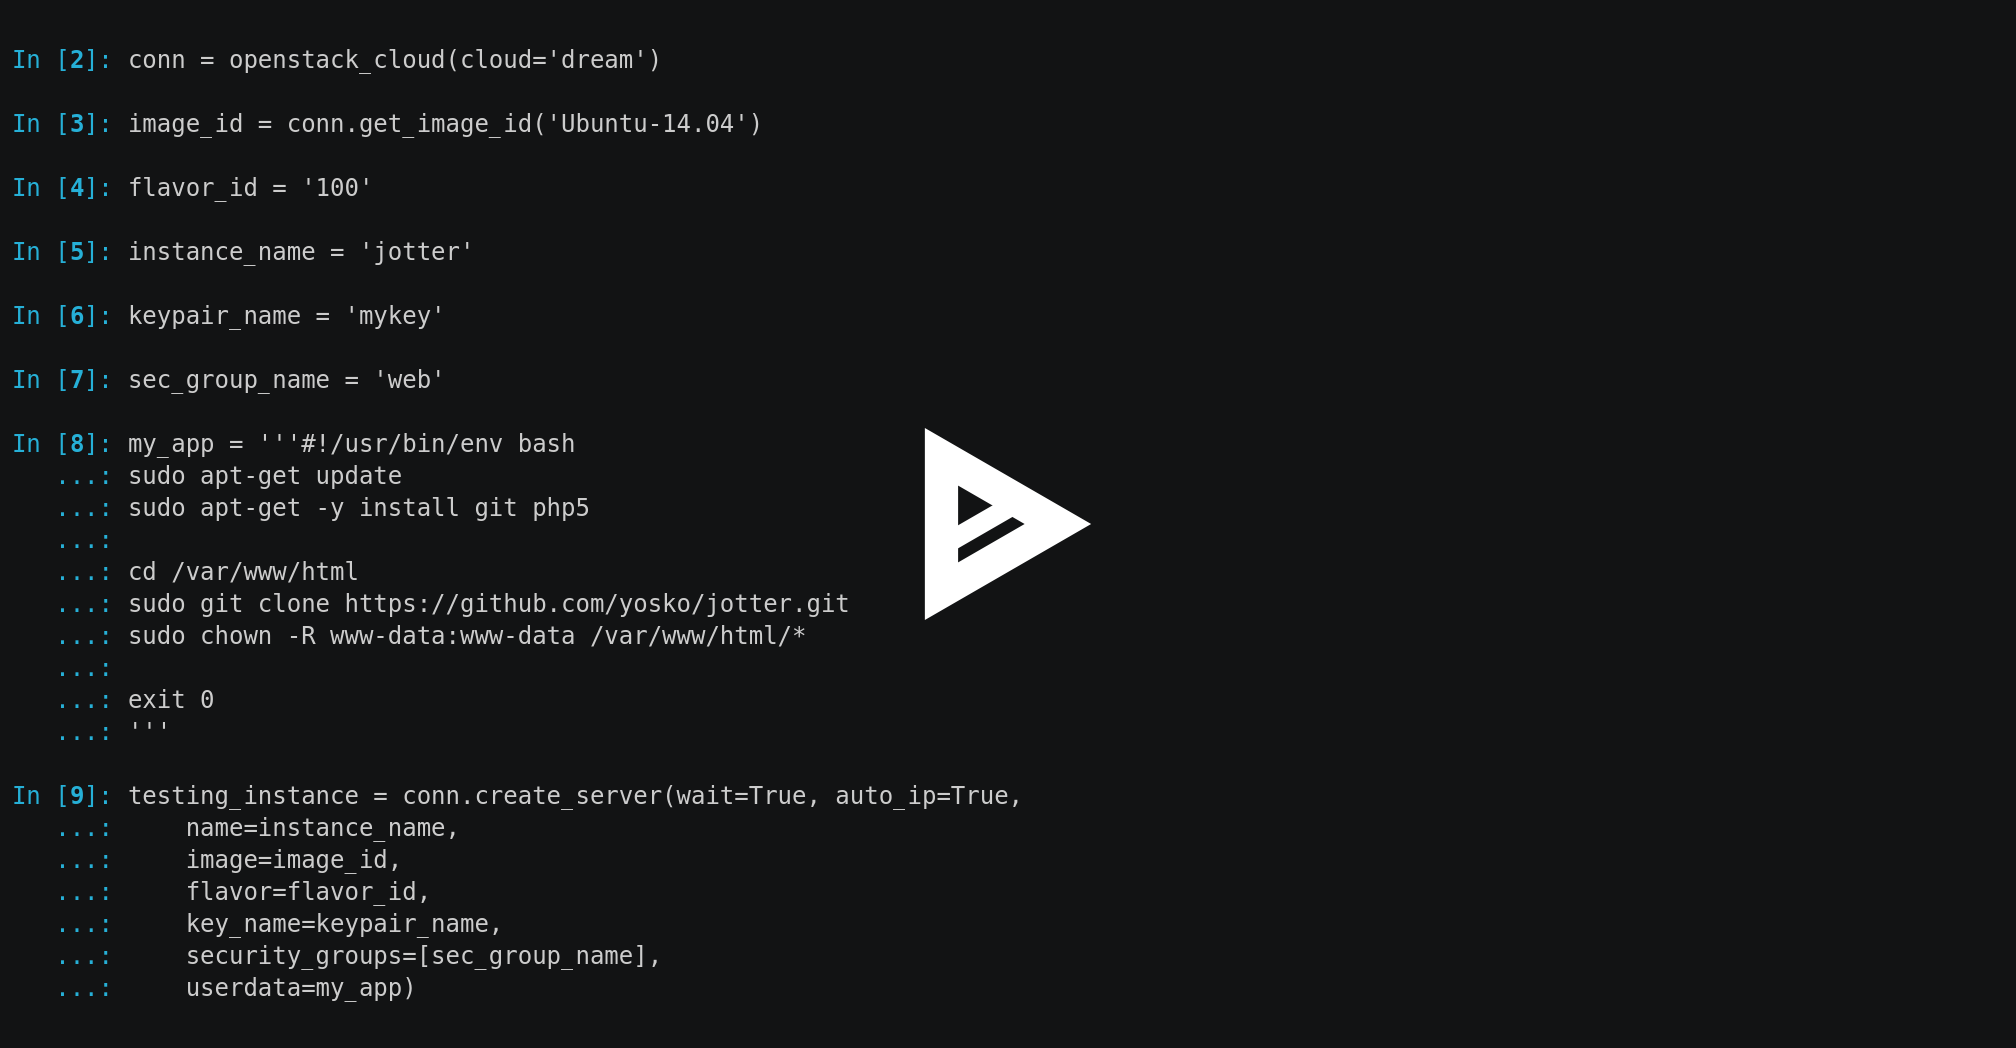 In [2]: conn = openstack_cloud(cloud='dream')
In [3]: image_id = conn.get_image_id('Ubuntu-14.04')
In [4]: flavor_id = '100'
In [5]: instance_name = 'jotter'
In [6]: keypair_name = 'mykey'
In [7]: sec_group_name = 'web'
In [8]: my_app = '''#!/usr/bin/env bash
   ...: sudo apt-get update
   ...: sudo apt-get -y install git php5
   ...:
   ...: cd /var/www/html
   ...: sudo git clone https://github.com/yosko/jotter.git
   ...: sudo chown -R www-data:www-data /var/www/html/*
   ...:
   ...: exit 0
   ...: '''
In [9]: testing_instance = conn.create_server(wait=True, auto_ip=True,
   ...:     name=instance_name,
   ...:     image=image_id,
   ...:     flavor=flavor_id,
   ...:     key_name=keypair_name,
   ...:     security_groups=[sec_group_name],
   ...:     userdata=my_app)